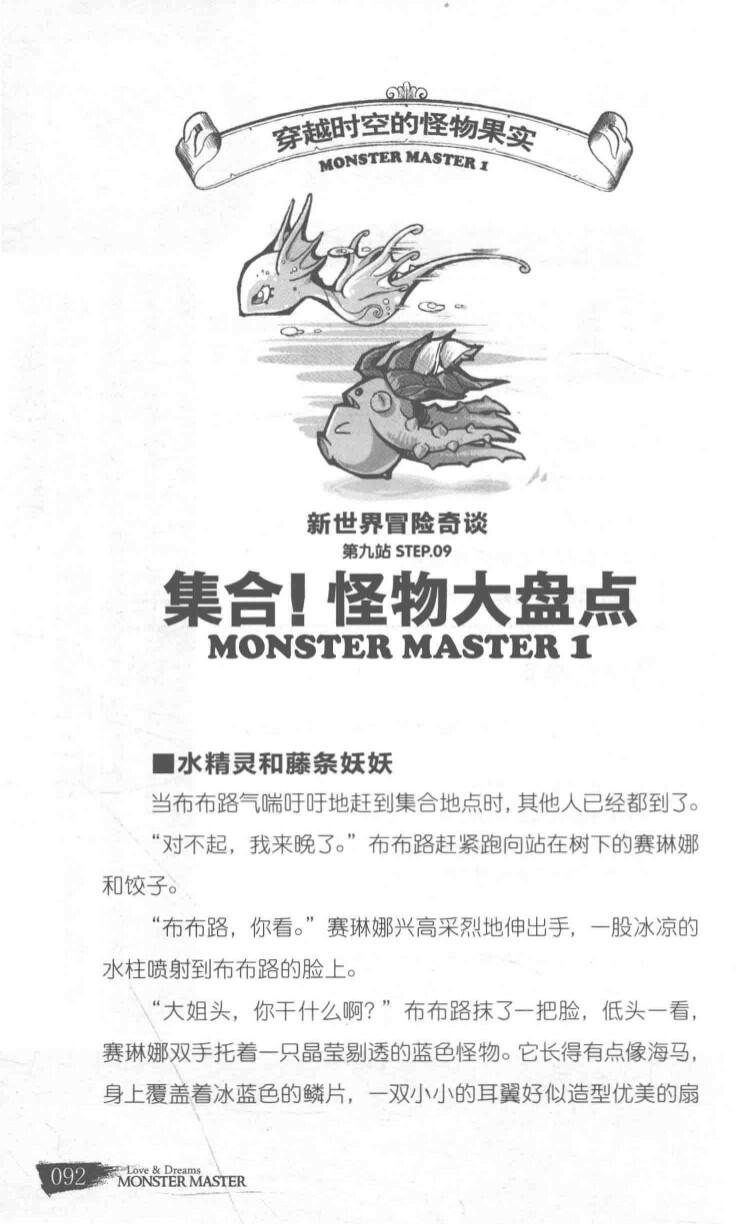 穿越时空的怪物果实
MONSTER MASTER 1
新世界冒险奇谈
第九站 STEP.09
集合！怪物大盘点
MONSTER MASTER 1
■水精灵和藤条妖妖
当布布路气喘吁吁地赶到集合地点时，其他人已经都到了。
“对不起，我来晚了。”布布路赶紧跑向站在树下的赛琳娜
和饺子。
“布布路，你看。”赛琳娜兴高采烈地伸出手，一股冰凉的
水柱喷射到布布路的脸上。
“大姐头，你干什么啊？”布布路抹了一把脸，低头一看，
赛琳娜双手托着一只晶莹剔透的蓝色怪物。它长得有点像海马，
身上覆盖着冰蓝色的鳞片，一双小小的耳翼好似造型优美的扇
092
Love & Dreams
MONSTER MASTER